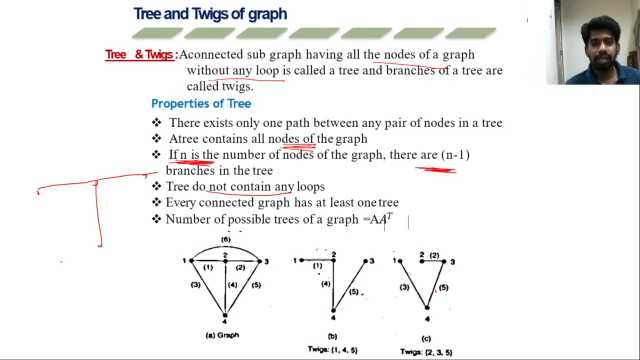 Tree and Twigs of graph
Tree & Twigs: A connected sub graph having all the nodes of a graph
without any loop is called a tree and branches of a tree are
called twigs.
Properties of Tree
❖ There exists only one path between any pair of nodes in a tree
❖ A tree contains all nodes of the graph
❖ If n is the number of nodes of the graph, there are (n-1)
branches in the tree
❖ Tree do not contain any loops
❖ Every connected graph has at least one tree
❖ Number of possible trees of a graph =AA^T
(6)
1 2 3 1 2 3 1 2 (2) 3
(1) (2) (1)
(3) (4) (5) (4) (5) (3) (5)
4 4 4
(a) Graph (b) (c)
Twigs: {1, 4, 5} Twigs: {2, 3, 5}